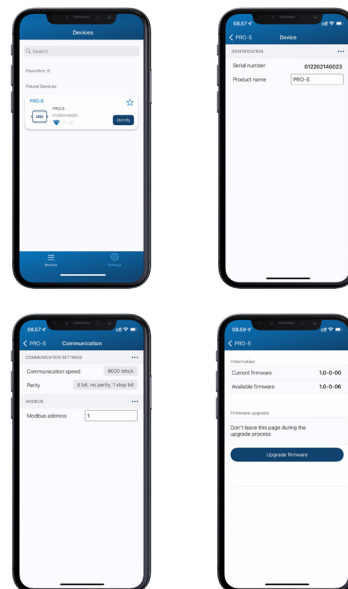 Devices
Search
Favorites
Found Devices
PRO-S
PRO-S
012202140023
Identify
Devices
Settings
08.57
PRO-S
Device
IDENTIFICATION
Serial number
012202140023
Product name
PRO-S
08.57
PRO-S
Communication
COMMUNICATION SETTINGS
Communication speed
9600 bits/s
Parity
8 bit, no parity, 1 stop bit
MODBUS
Modbus address
1
08.59
PRO-S
Information
Current firmware
1.0-0-00
Available firmware
1.0-0-06
Firmware upgrade
Don't leave this page during the
upgrade process
Upgrade firmware